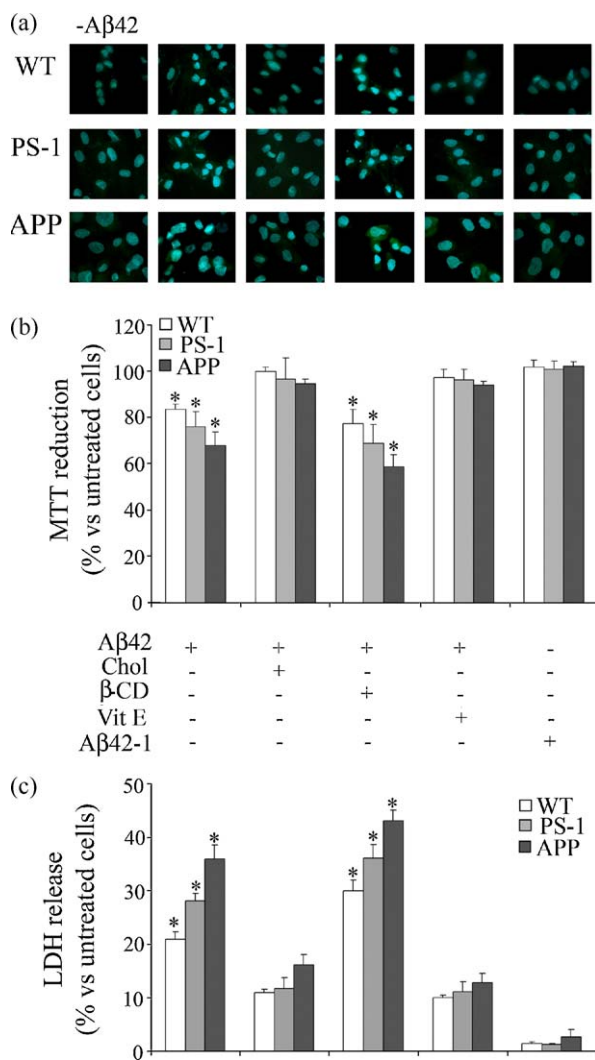 (a)
-Aβ42
WT
PS-1
APP
(b)
MTT reduction
(% vs untreated cells)
120
100
80
60
40
20
0
WT
PS-1
APP
* * *
* * *
Aβ42 + + + + -
Chol - + - - -
β-CD - - + - -
Vit E - - - + -
Aβ42-1 - - - - +
(c)
LDH release
(% vs untreated cells)
50
40
30
20
10
0
WT
PS-1
APP
* * *
* * *